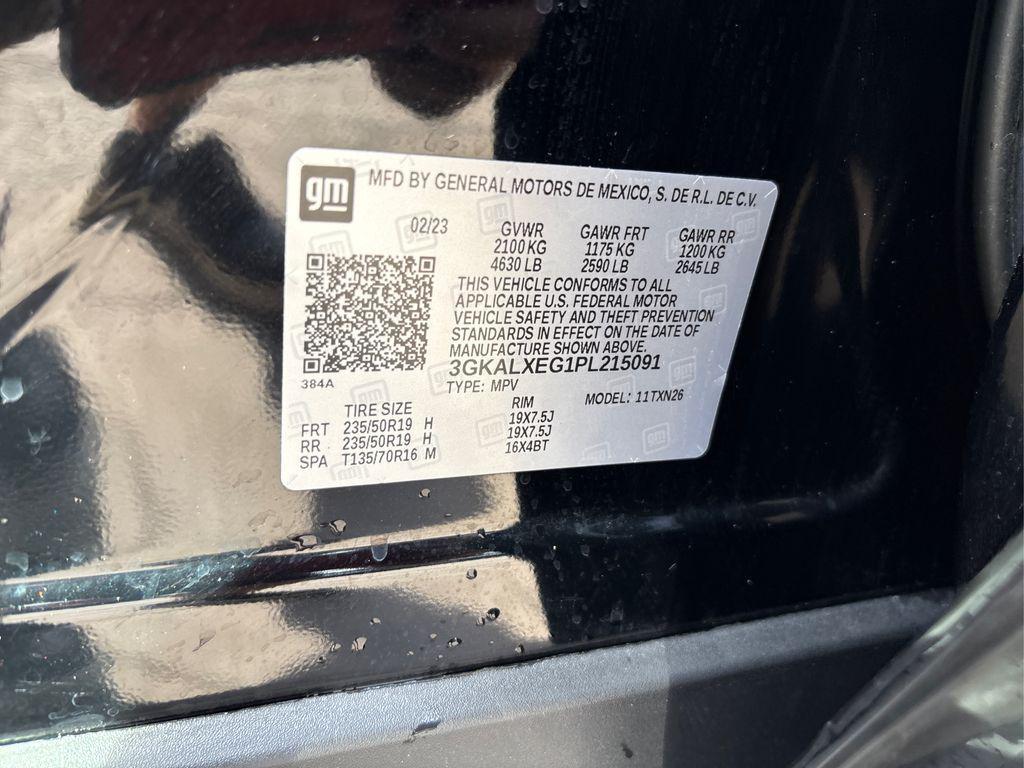 gm
MFD BY GENERAL MOTORS DE MEXICO, S. DE R.L. DE C.V.
02/23 GVWR GAWR FRT GAWR RR
2100 KG 1175 KG 1200 KG
4630 LB 2590 LB 2645 LB
THIS VEHICLE CONFORMS TO ALL
APPLICABLE U.S. FEDERAL MOTOR
VEHICLE SAFETY AND THEFT PREVENTION
STANDARDS IN EFFECT ON THE DATE OF
MANUFACTURE SHOWN ABOVE.
3GKALXEG1PL215091
384A
TYPE: MPV MODEL: 11TXN26
TIRE SIZE RIM
FRT 235/50R19 H 19X7.5J
RR 235/50R19 H 19X7.5J
SPA T135/70R16 M 16X4BT